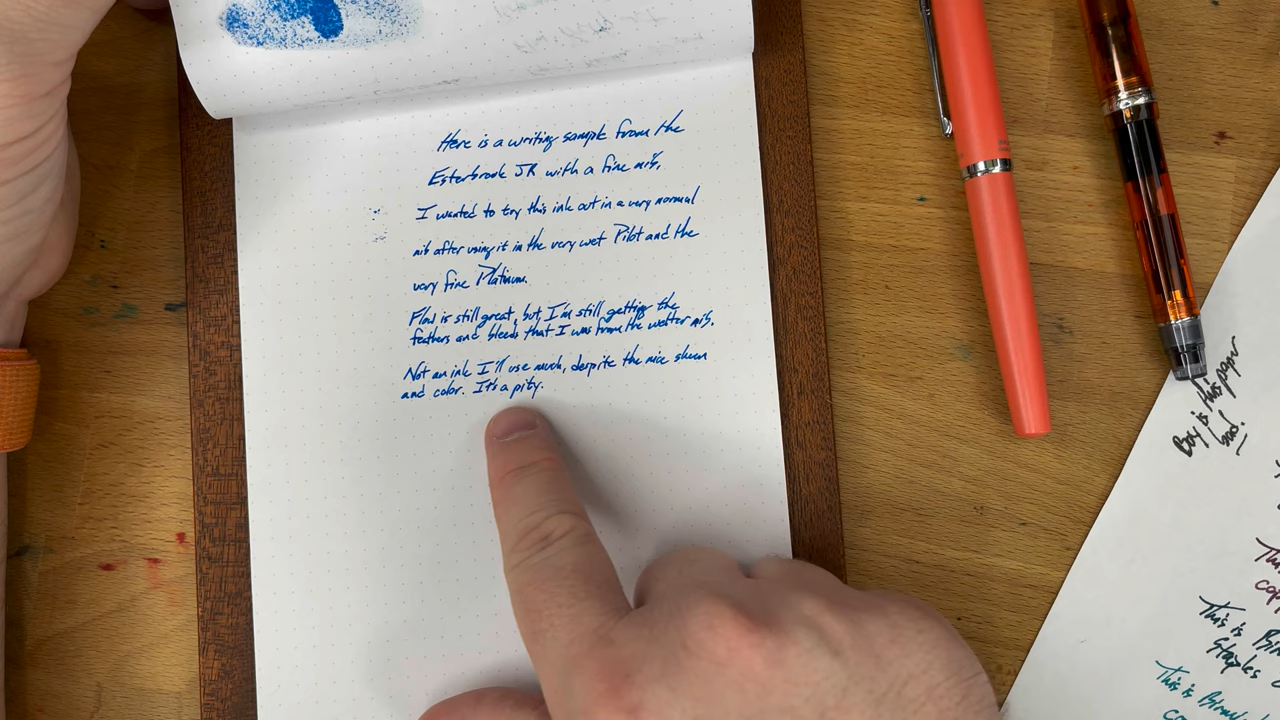 Here is a writing sample from the
Esterbrook JR with a fine nib.
I wanted to try this ink out in a very normal
nib after using it in the very wet Pilot and the
very fine Platinum.
Flow is still great, but I'm still getting the
feathers and bleeds that I was from the wetter nib.
Not an ink I'll use much, despite the nice sheen
and color. It's a pity.
Boy is this paper
bad!
This is
Staples
This is